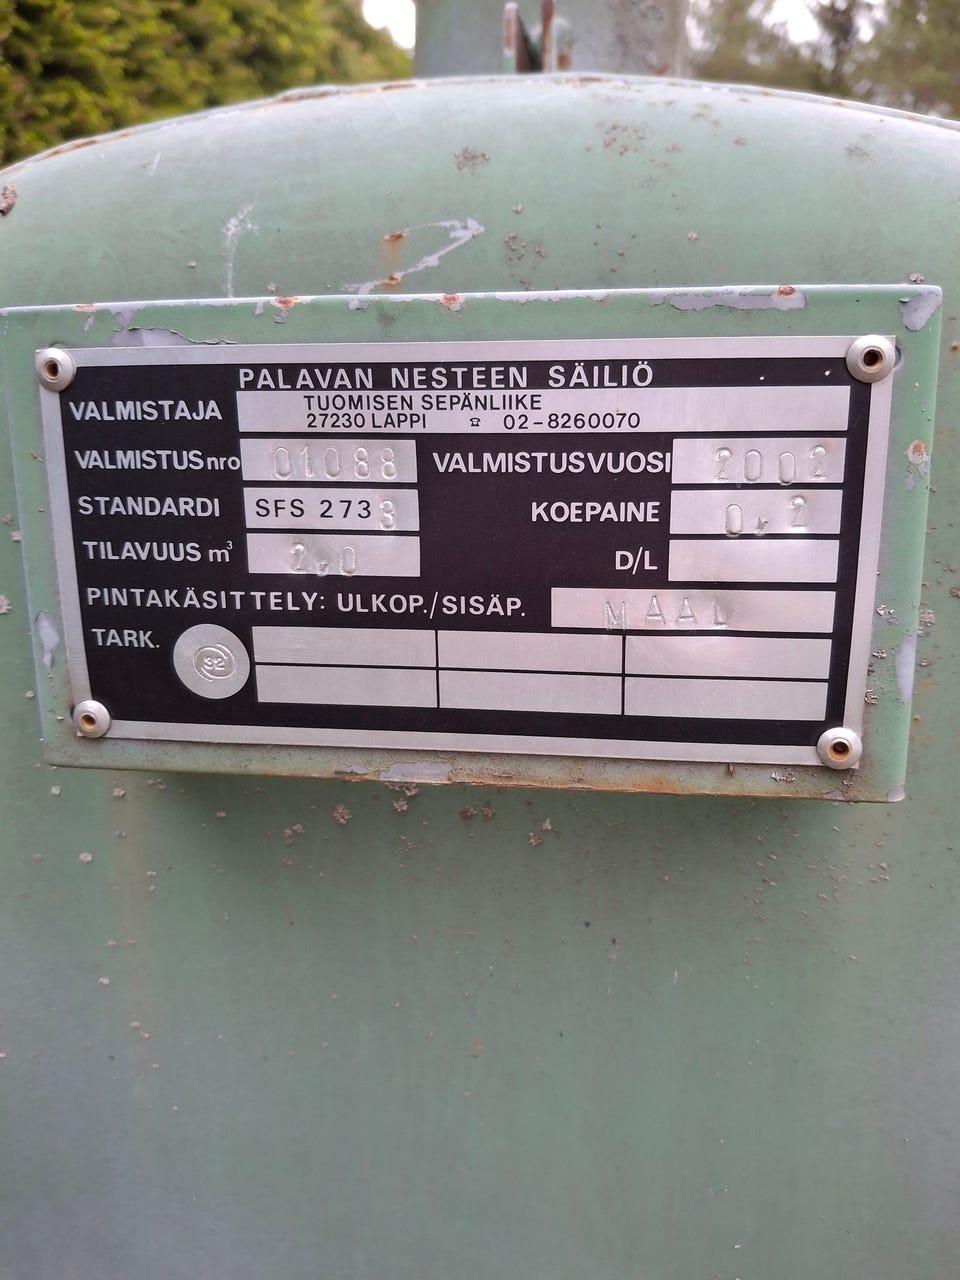 PALAVAN NESTEEN SÄILIÖ
VALMISTAJA TUOMISEN SEPÄNLIIKE
27230 LAPPI ☎ 02-8260070
VALMISTUS nro 01088 VALMISTUSVUOSI 2002
STANDARDI SFS 2733 KOEPAINE 0,2
TILAVUUS m³ 2,0 D/L
PINTAKÄSITTELY: ULKOP./SISÄP. MAAL
TARK. 32